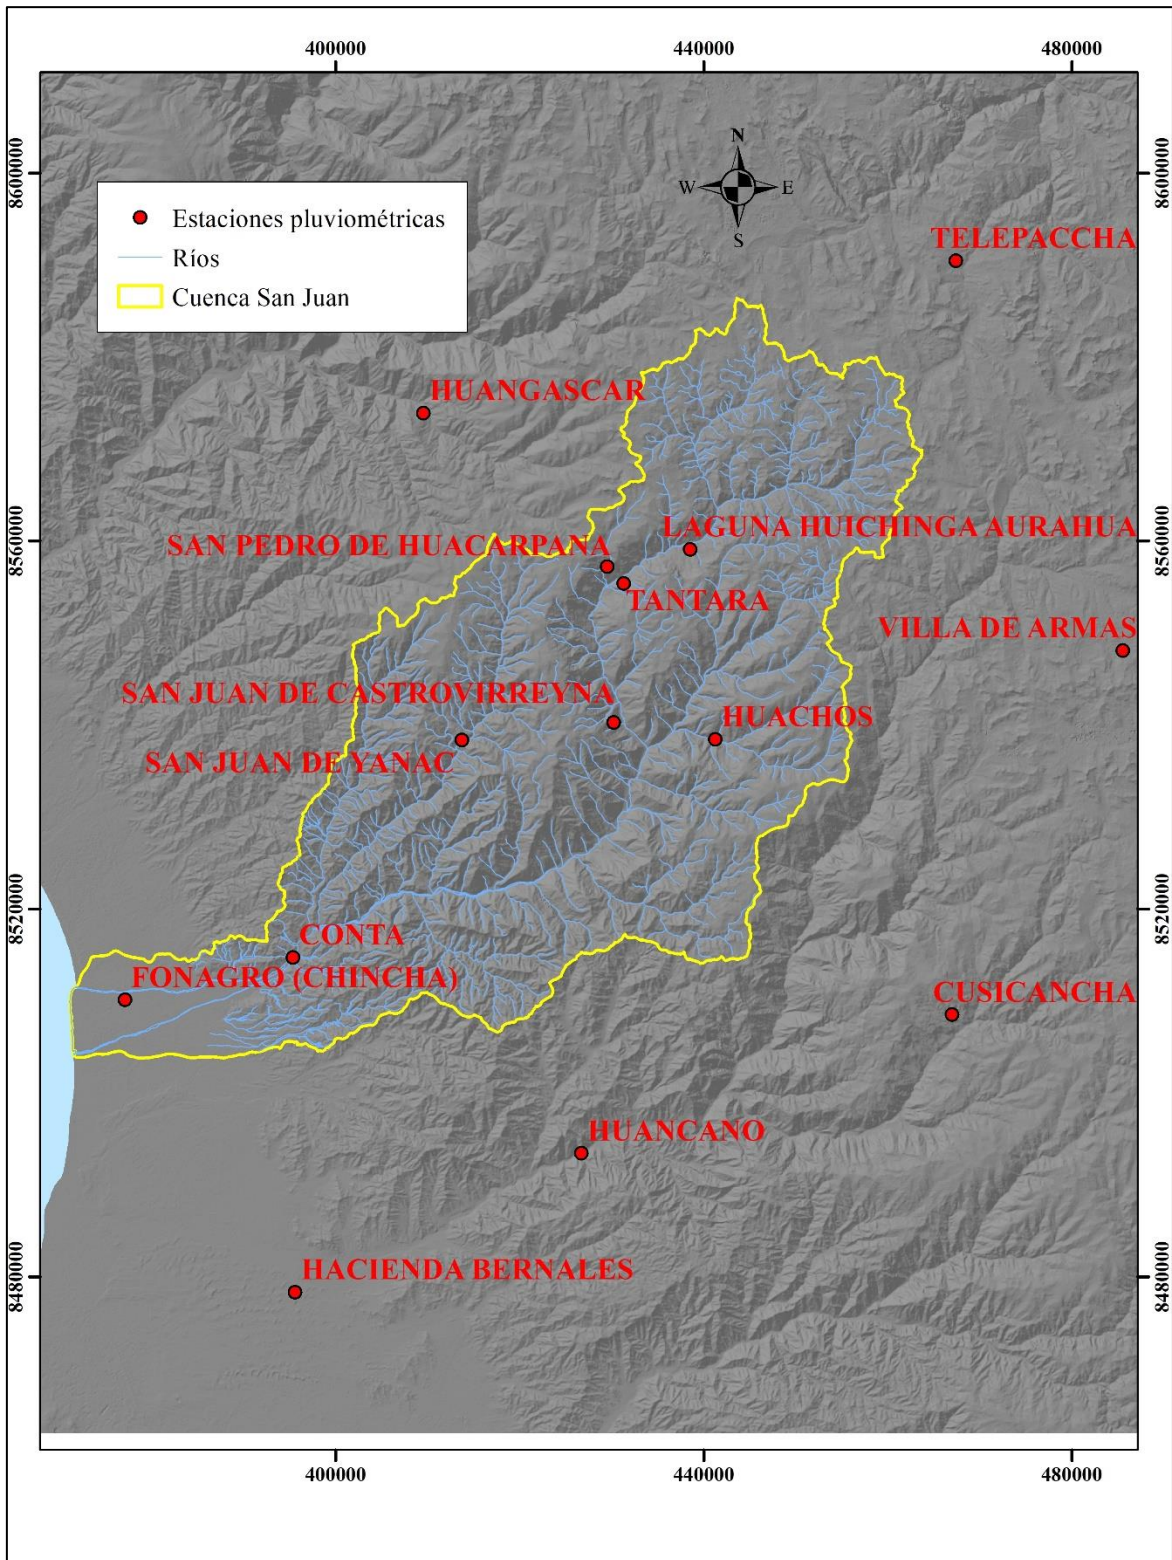 400000
440000
480000
8600000
8600000
N
W
E
S
Estaciones pluviométricas
Ríos
Cuenca San Juan
TELEPACCHA
HUANGASCAR
LAGUNA HUICHINGA AURAHUA
SAN PEDRO DE HUACARPANA
8560000
8560000
TANTARA
VILLA DE ARMAS
SAN JUAN DE CASTROVIRREYNA
HUACHOS
SAN JUAN DE YANAC
8520000
8520000
CONTA
FONAGRO (CHINCHA)
CUSICANCHA
HUANCANO
HACIENDA BERNALES
8480000
8480000
400000
440000
480000